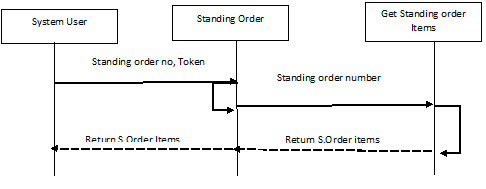 System User
Standing Order
Get Standing order
Items
Standing order no, Token
Standing order number
Return S.Order Items
Return S.Order items